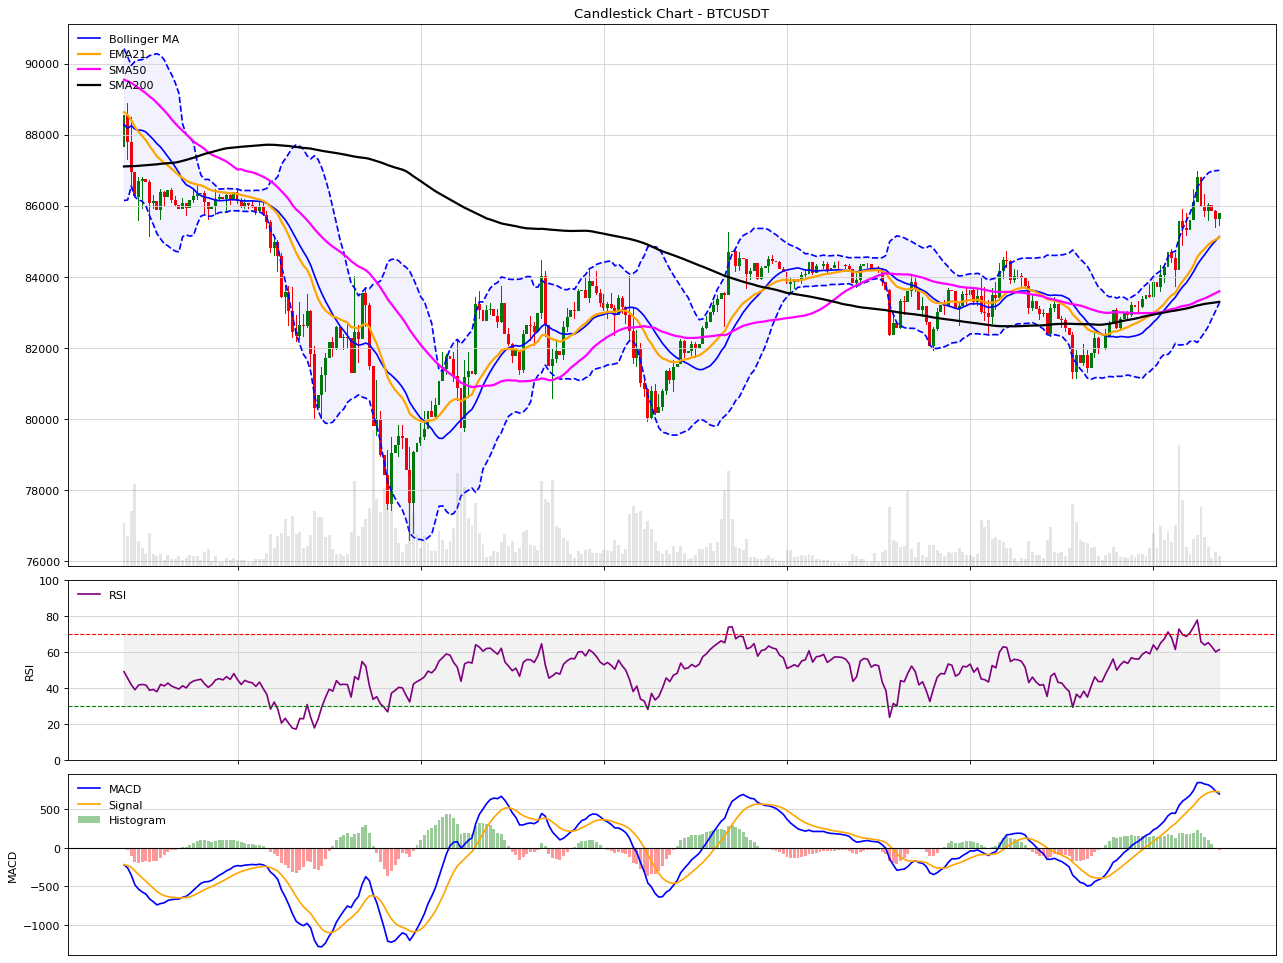 Candlestick Chart - BTCUSDT
Bollinger MA
EMA21
SMA50
SMA200
90000
88000
86000
84000
82000
80000
78000
76000
RSI
100
80
60
40
20
0
RSI
MACD
Signal
Histogram
500
0
−500
−1000
MACD